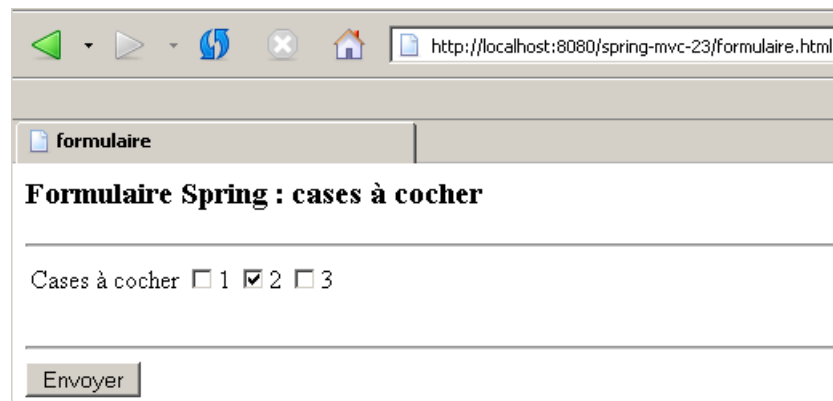 http://localhost:8080/spring-mvc-23/formulaire.html
formulaire
Formulaire Spring : cases à cocher
Cases à cocher 1 2 3
Envoyer